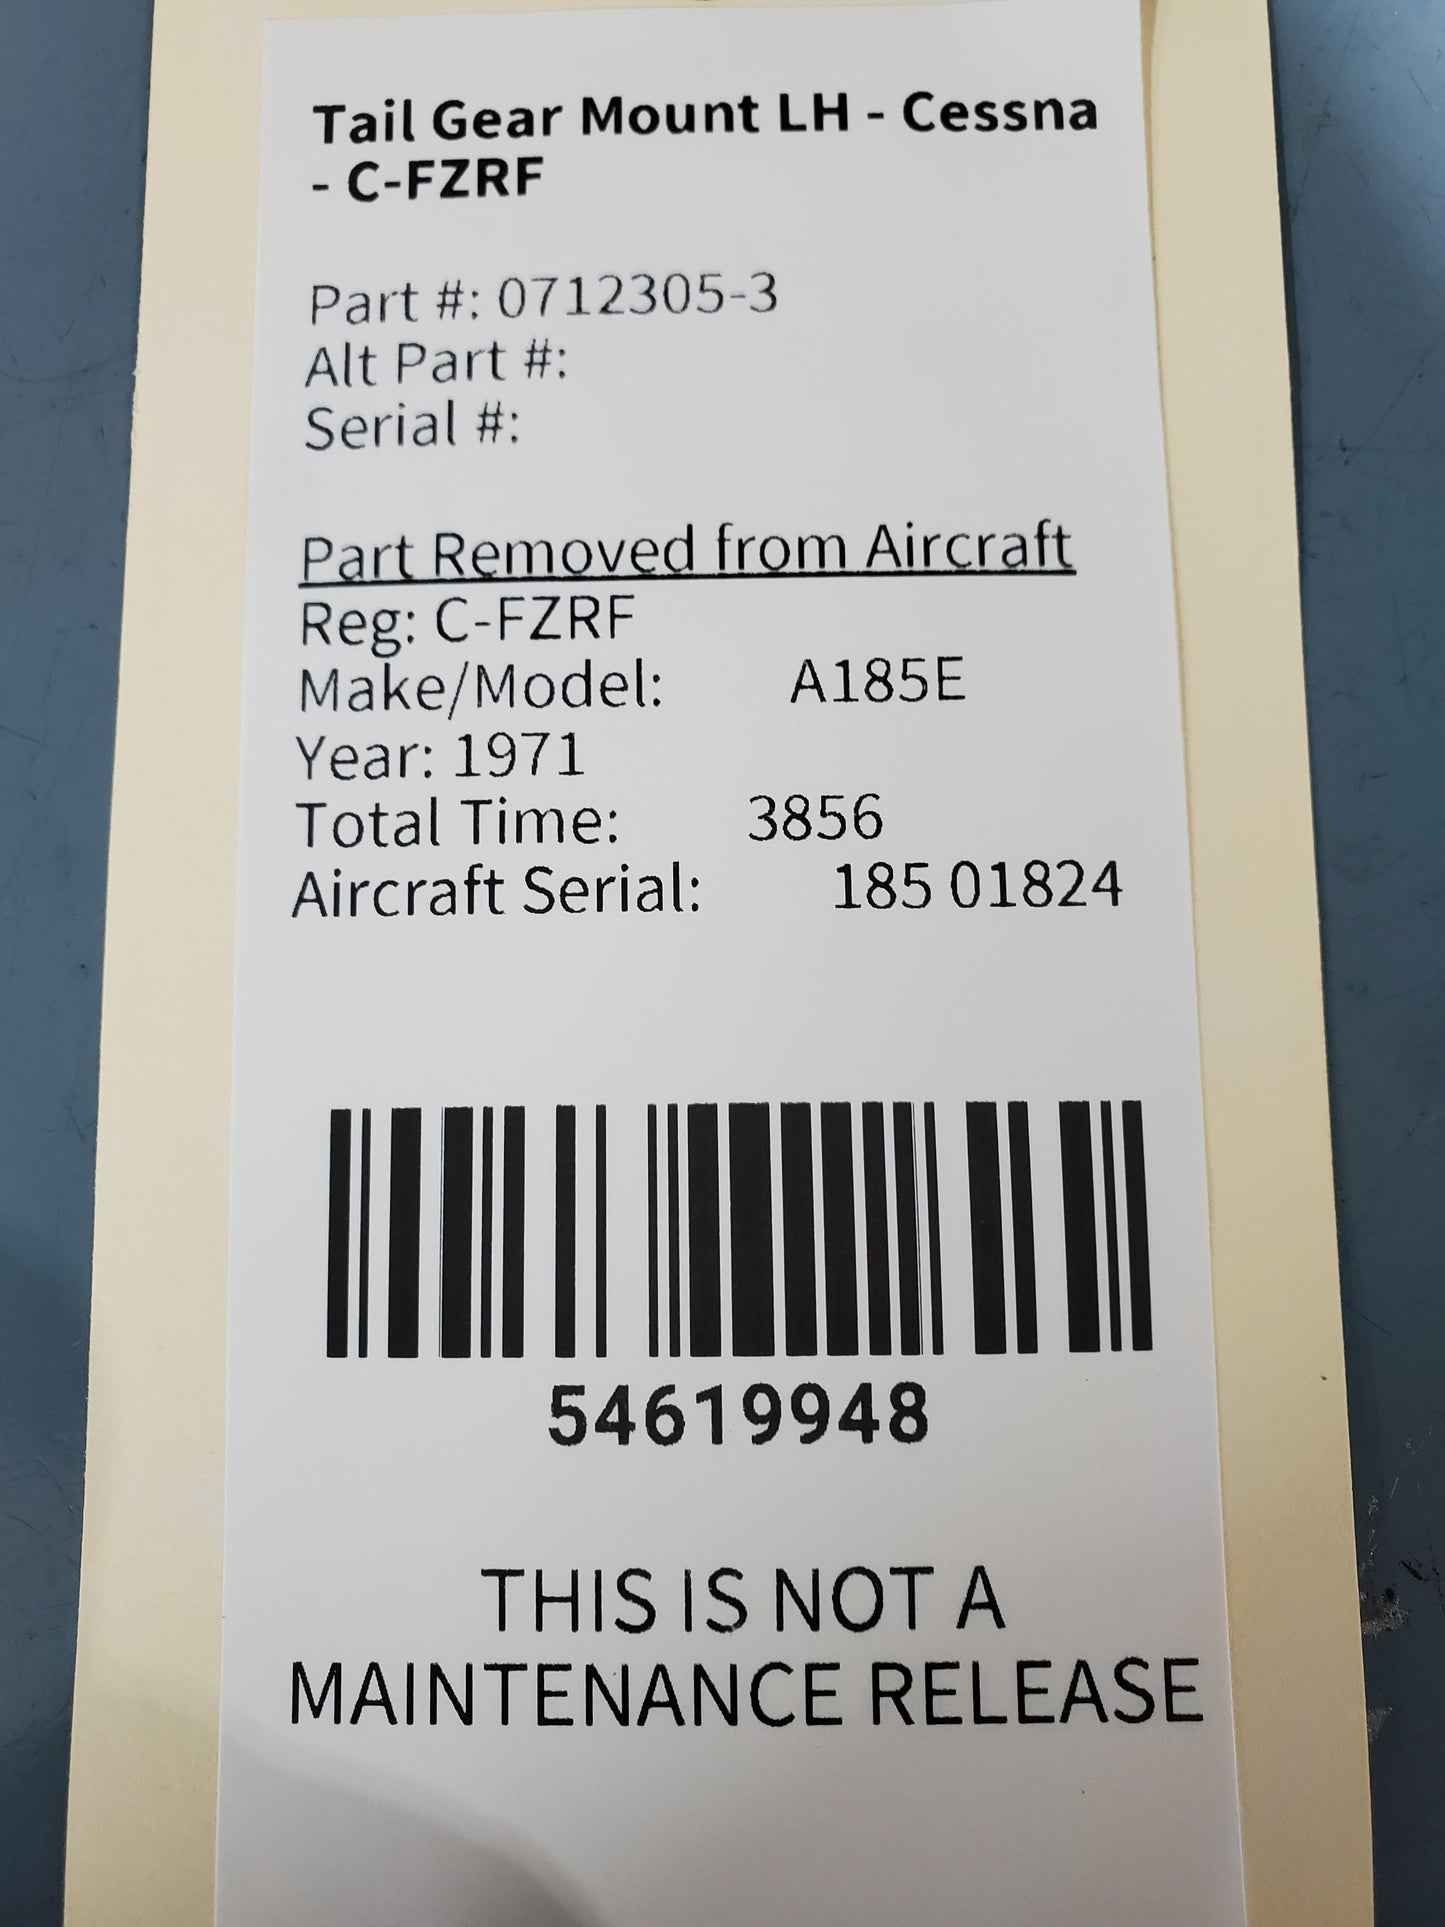 Tail Gear Mount LH - Cessna
- C-FZRF
Part #: 0712305-3
Alt Part #:
Serial #:
Part Removed from Aircraft
Reg: C-FZRF
Make/Model: A185E
Year: 1971
Total Time: 3856
Aircraft Serial: 185 01824
54619948
THIS IS NOT A
MAINTENANCE RELEASE